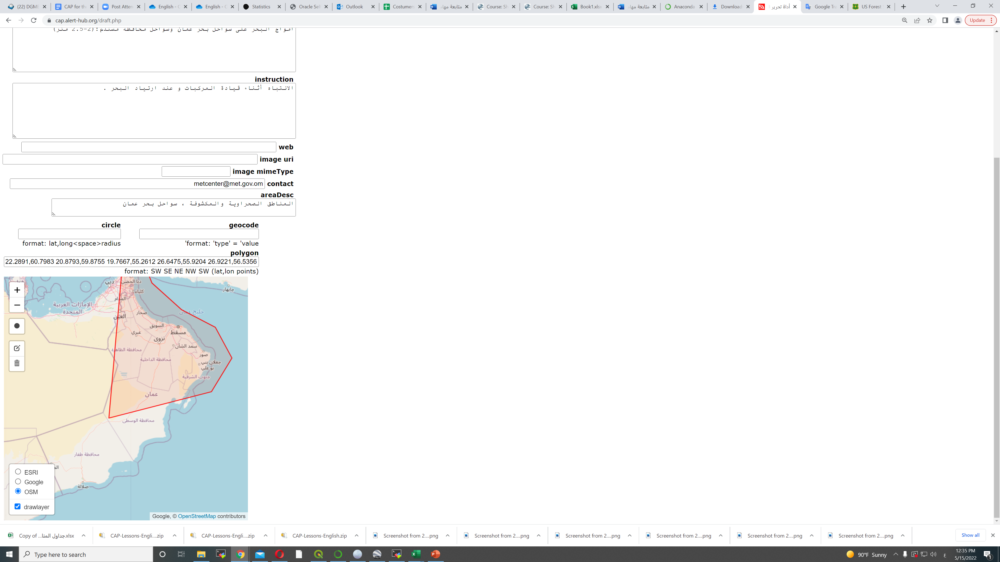 (22) DGME
CAP for th
Post Atten
English - C
English - C
Statistics
Oracle Sel
Outlook
Costumers
متابعة مهام
Course: Sh
Course: Sh
Book1.xlsx
متابعة مهام
Anaconda
Download
أداة تحرير
Google Tra
US Forest
cap.alert-hub.org/draft.php
Update
أمواج البحر على سواحل بحر عمان وسواحل محافظة مسندم: (2-2.5 متر)
instruction
الانتباه أثناء قيادة المركبات و عند ارتياد البحر .
web
image uri
image mimeType
contact
metcenter@met.gov.om
areaDesc
المناطق الصحراوية والمكشوفة ، سواحل بحر عمان
circle
geocode
format: lat,long<space>radius
'format: 'type' = 'value
polygon
22.2891,60.7983 20.8793,59.8755 19.7667,55.2612 26.6475,55.9204 26.9221,56.5356
format: SW SE NE NW SW (lat,lon points)
دبي
دبا الحصن
كلباء
جابهار
المدام
الإمارات العربية
المتحدة
خليج عمان
صحار
العين
السويق
مسقط
عبري
نزوى
سمد الشأن
محافظة الظاهرة
صور
محافظة الداخلية
جعلان بني
بو علي
جنوب الشرقية
عمان
محافظة الوسطى
محافظة ظفار
صلالة
+
−
ESRI
Google
OSM
drawlayer
Google, © OpenStreetMap contributors
Copy of ...جداول المنا.xlsx
CAP-Lessons-Engli....zip
CAP-Lessons-Engli....zip
CAP-Lessons-English.zip
Screenshot from 2....png
Screenshot from 2....png
Screenshot from 2....png
Screenshot from 2....png
Screenshot from 2....png
Screenshot from 2....png
Show all
Type here to search
90°F Sunny
ع
12:35 PM
5/15/2022
1